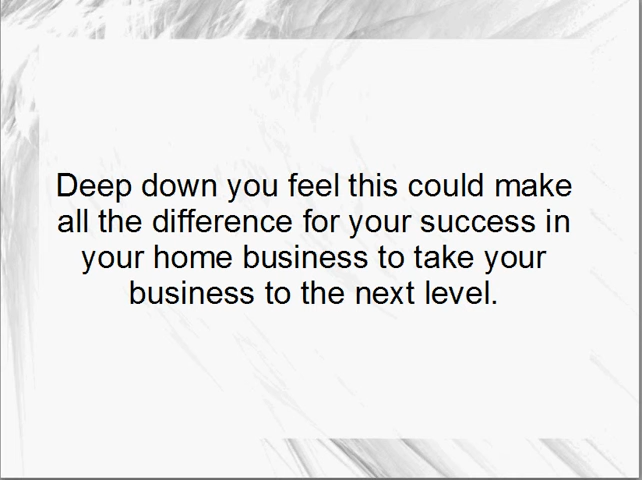 Deep down you feel this could make
all the difference for your success in
your home business to take your
business to the next level.